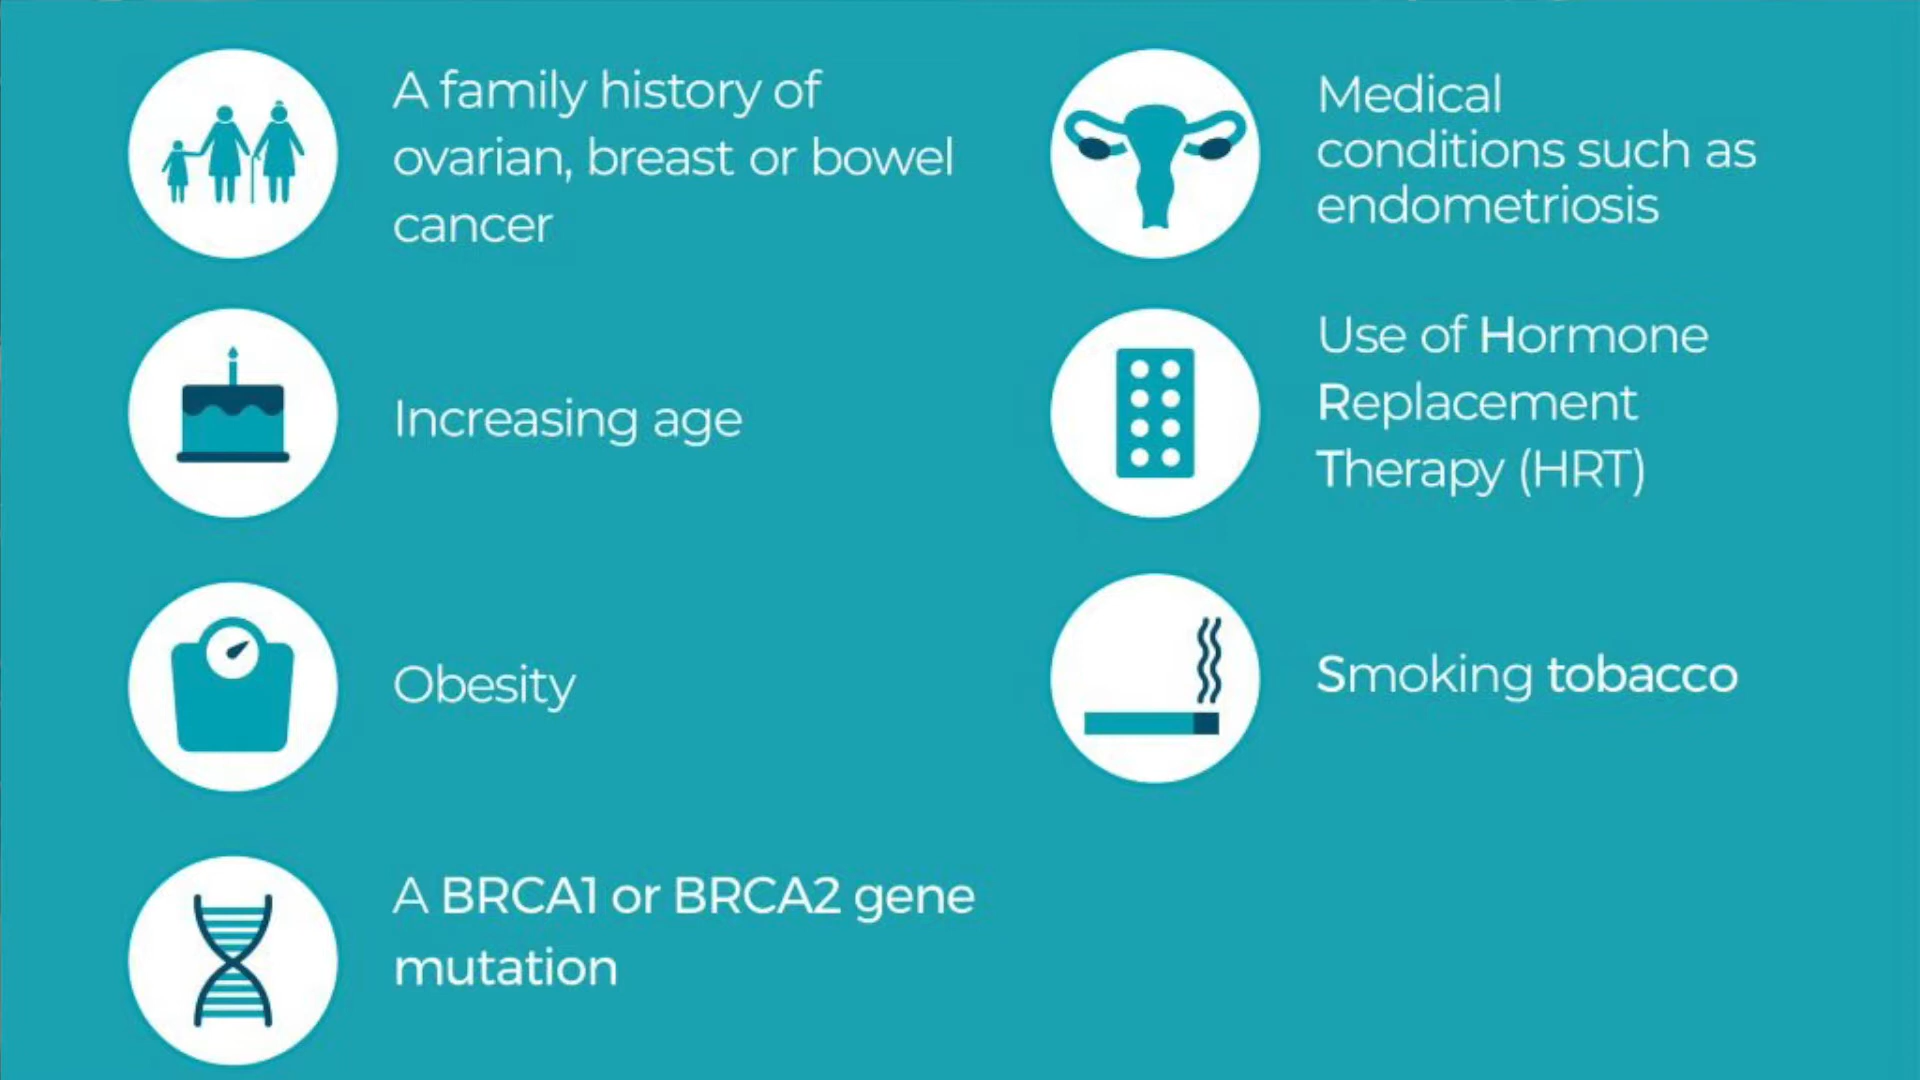 A family history of
ovarian, breast or bowel
cancer
Increasing age
Obesity
A BRCA1 or BRCA2 gene
mutation
Medical
conditions such as
endometriosis
Use of Hormone
Replacement
Therapy (HRT)
Smoking tobacco